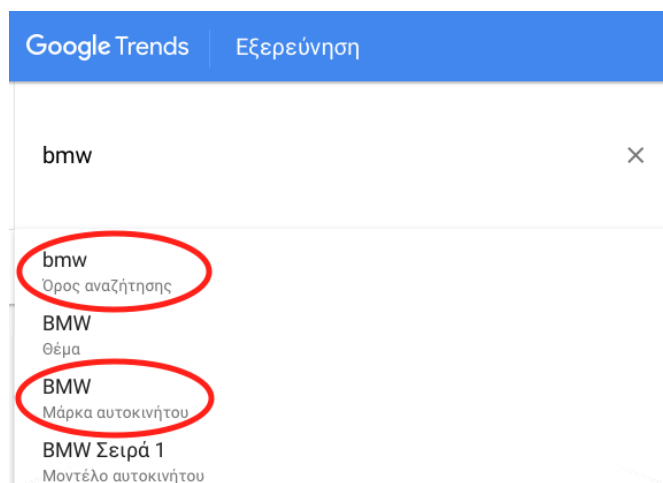 Google Trends Εξερεύνηση
bmw
bmw
Όρος αναζήτησης
BMW
Θέμα
BMW
Μάρκα αυτοκινήτου
BMW Σειρά 1
Μοντέλο αυτοκινήτου